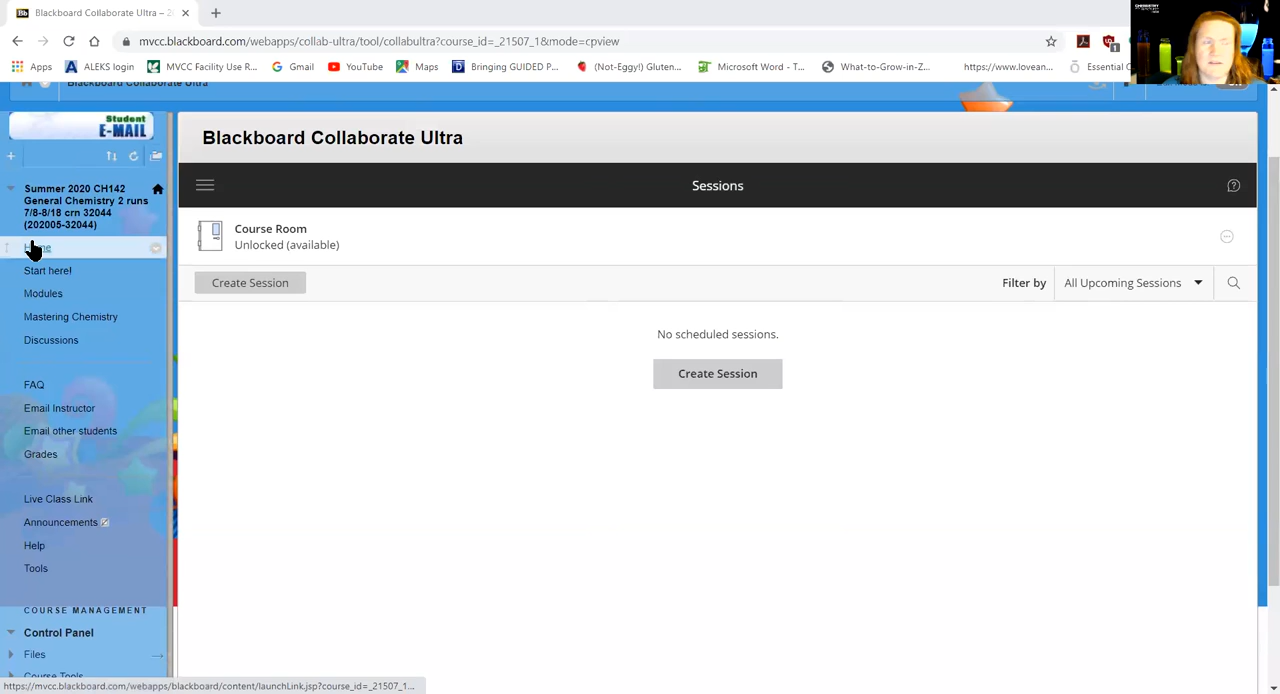 Blackboard Collaborate Ultra – 2
mvcc.blackboard.com/webapps/collab-ultra/tool/collabultra?course_id=_21507_1&mode=cpview
Apps
ALEKS login
MVCC Facility Use R...
Gmail
YouTube
Maps
Bringing GUIDED P...
(Not-Eggy!) Gluten...
Microsoft Word - T...
What-to-Grow-in-Z...
https://www.lovean...
Essential C
CHEMISTRY
Blackboard Collaborate Ultra
Student
E-MAIL
Summer 2020 CH142
General Chemistry 2 runs
7/8-8/18 crn 32044
(202005-32044)
Home
Start here!
Modules
Mastering Chemistry
Discussions
FAQ
Email Instructor
Email other students
Grades
Live Class Link
Announcements
Help
Tools
COURSE MANAGEMENT
Control Panel
Files
Course Tools
Blackboard Collaborate Ultra
Sessions
Course Room
Unlocked (available)
Create Session
Filter by
All Upcoming Sessions
No scheduled sessions.
Create Session
https://mvcc.blackboard.com/webapps/blackboard/content/launchLink.jsp?course_id=_21507_1...